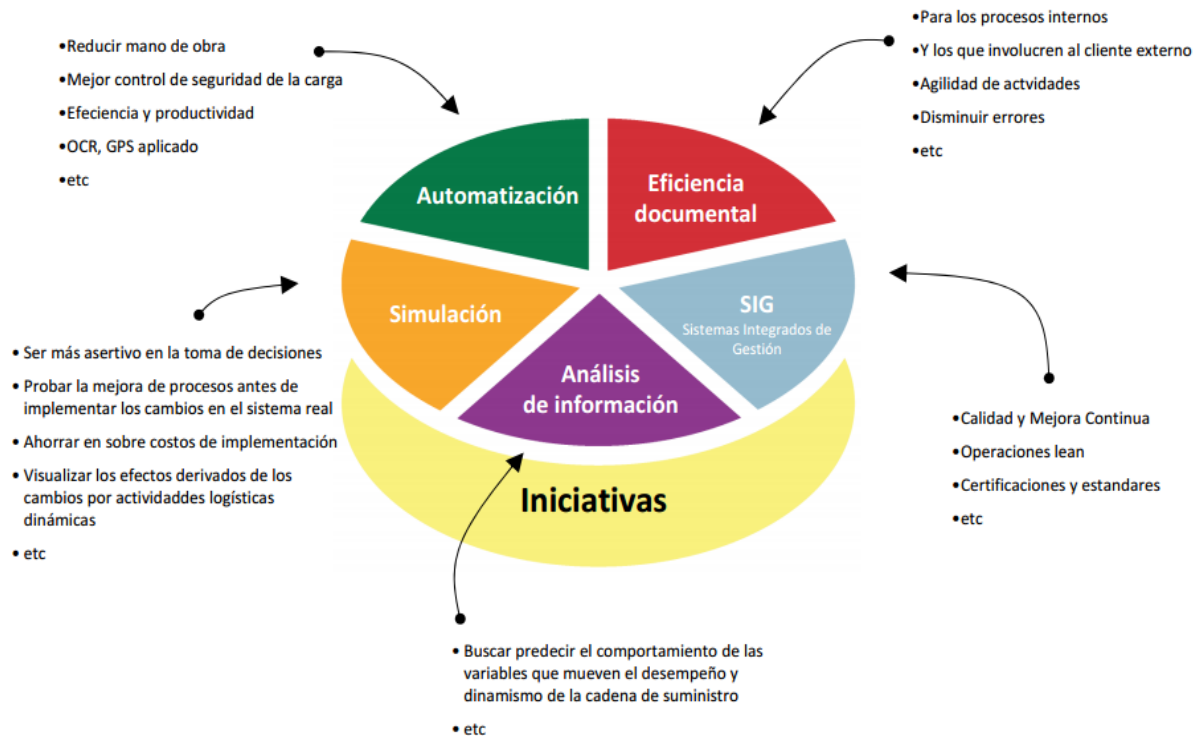 •Reducir mano de obra
•Mejor control de seguridad de la carga
•Efeciencia y productividad
•OCR, GPS aplicado
•etc
•Para los procesos internos
•Y los que involucren al cliente externo
•Agilidad de actvidades
•Disminuir errores
•etc
Automatización
Eficiencia
documental
Simulación
SIG
Sistemas Integrados de
Gestión
Análisis
de información
Iniciativas
• Ser más asertivo en la toma de decisiones
• Probar la mejora de procesos antes de
implementar los cambios en el sistema real
• Ahorrar en sobre costos de implementación
• Visualizar los efectos derivados de los
cambios por actividaddes logísticas
dinámicas
• etc
•Calidad y Mejora Continua
•Operaciones lean
•Certificaciones y estandares
•etc
• Buscar predecir el comportamiento de las
variables que mueven el desempeño y
dinamismo de la cadena de suministro
• etc